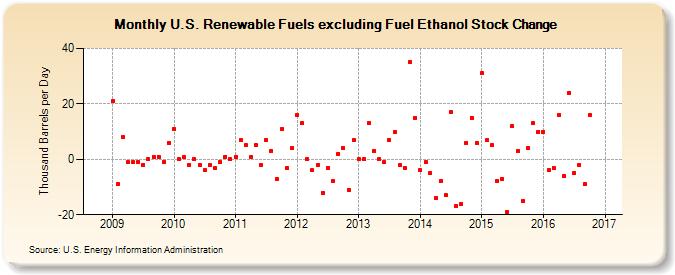 Monthly U.S. Renewable Fuels excluding Fuel Ethanol Stock Change
Thousand Barrels per Day
40
20
0
-20
2009 2010 2011 2012 2013 2014 2015 2016 2017
Source: U.S. Energy Information Administration